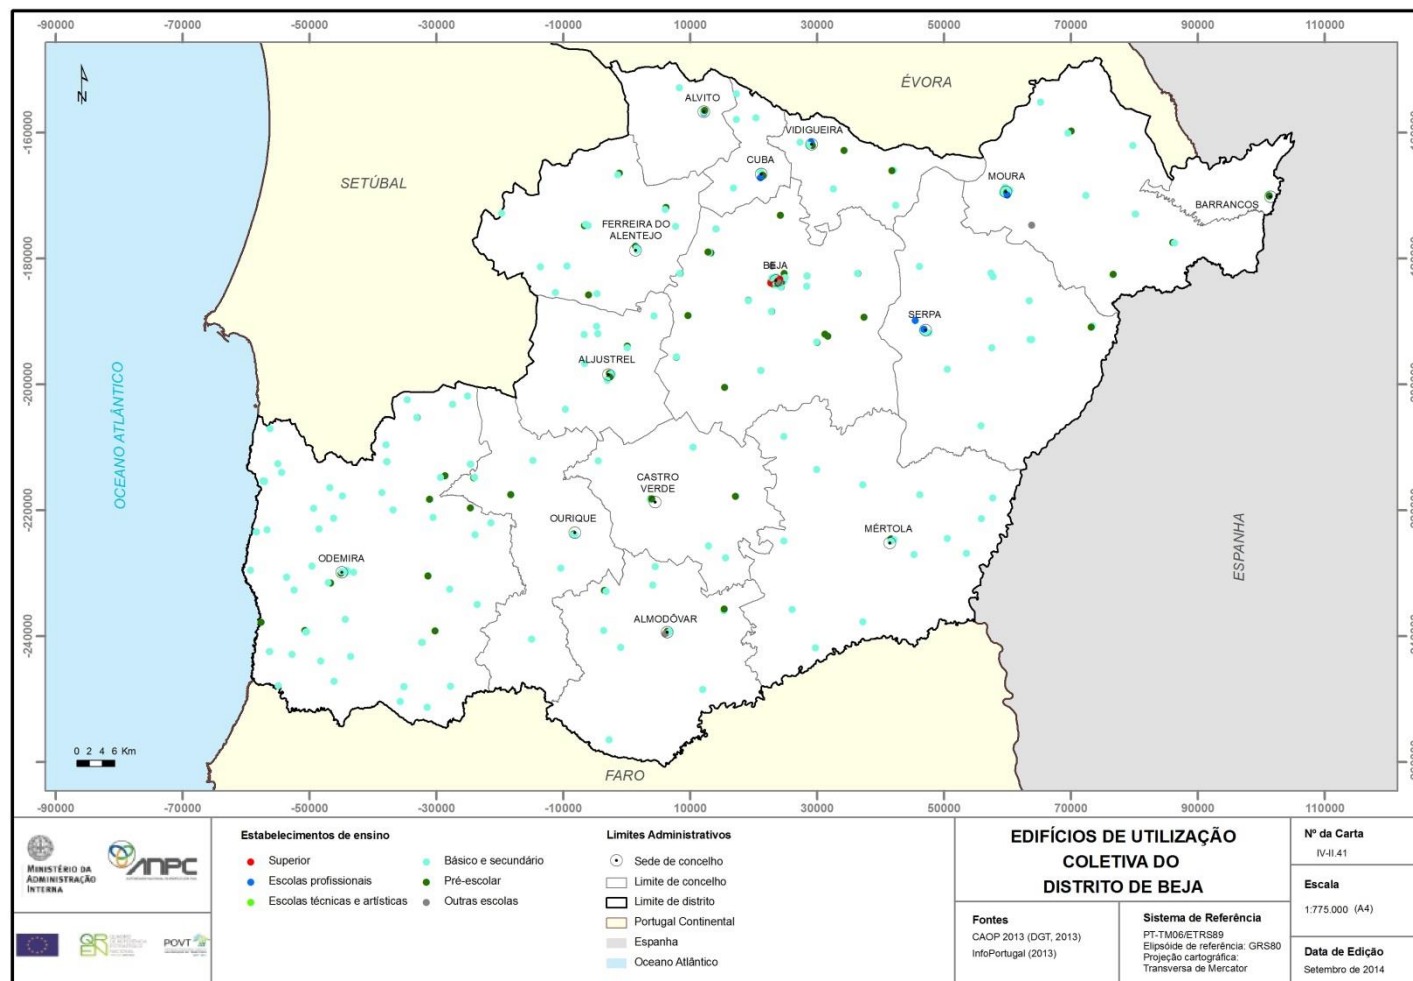 -90000 -70000 -50000 -30000 -10000 10000 30000 50000 70000 90000 110000
-160000
-180000
-200000
-220000
-240000
-260000
N
ÉVORA
SETÚBAL
OCEANO ATLÂNTICO
ESPANHA
FARO
ALVITO
VIDIGUEIRA
CUBA
MOURA
BARRANCOS
FERREIRA DO
ALENTEJO
BEJA
SERPA
ALJUSTREL
CASTRO
VERDE
OURIQUE
MÉRTOLA
ODEMIRA
ALMODÔVAR
0 2 4 6 Km
-90000 -70000 -50000 -30000 -10000 10000 30000 50000 70000 90000 110000
MINISTÉRIO DA
ADMINISTRAÇÃO
INTERNA
ANPC
QREN
POVT
Estabelecimentos de ensino
Superior
Escolas profissionais
Escolas técnicas e artísticas
Básico e secundário
Pré-escolar
Outras escolas
Limites Administrativos
Sede de concelho
Limite de concelho
Limite de distrito
Portugal Continental
Espanha
Oceano Atlântico
EDIFÍCIOS DE UTILIZAÇÃO
COLETIVA DO
DISTRITO DE BEJA
Fontes
CAOP 2013 (DGT, 2013)
InfoPortugal (2013)
Sistema de Referência
PT-TM06/ETRS89
Elipsóide de referência: GRS80
Projeção cartográfica:
Transversa de Mercator
Nº da Carta
IV-II.41
Escala
1:775.000 (A4)
Data de Edição
Setembro de 2014